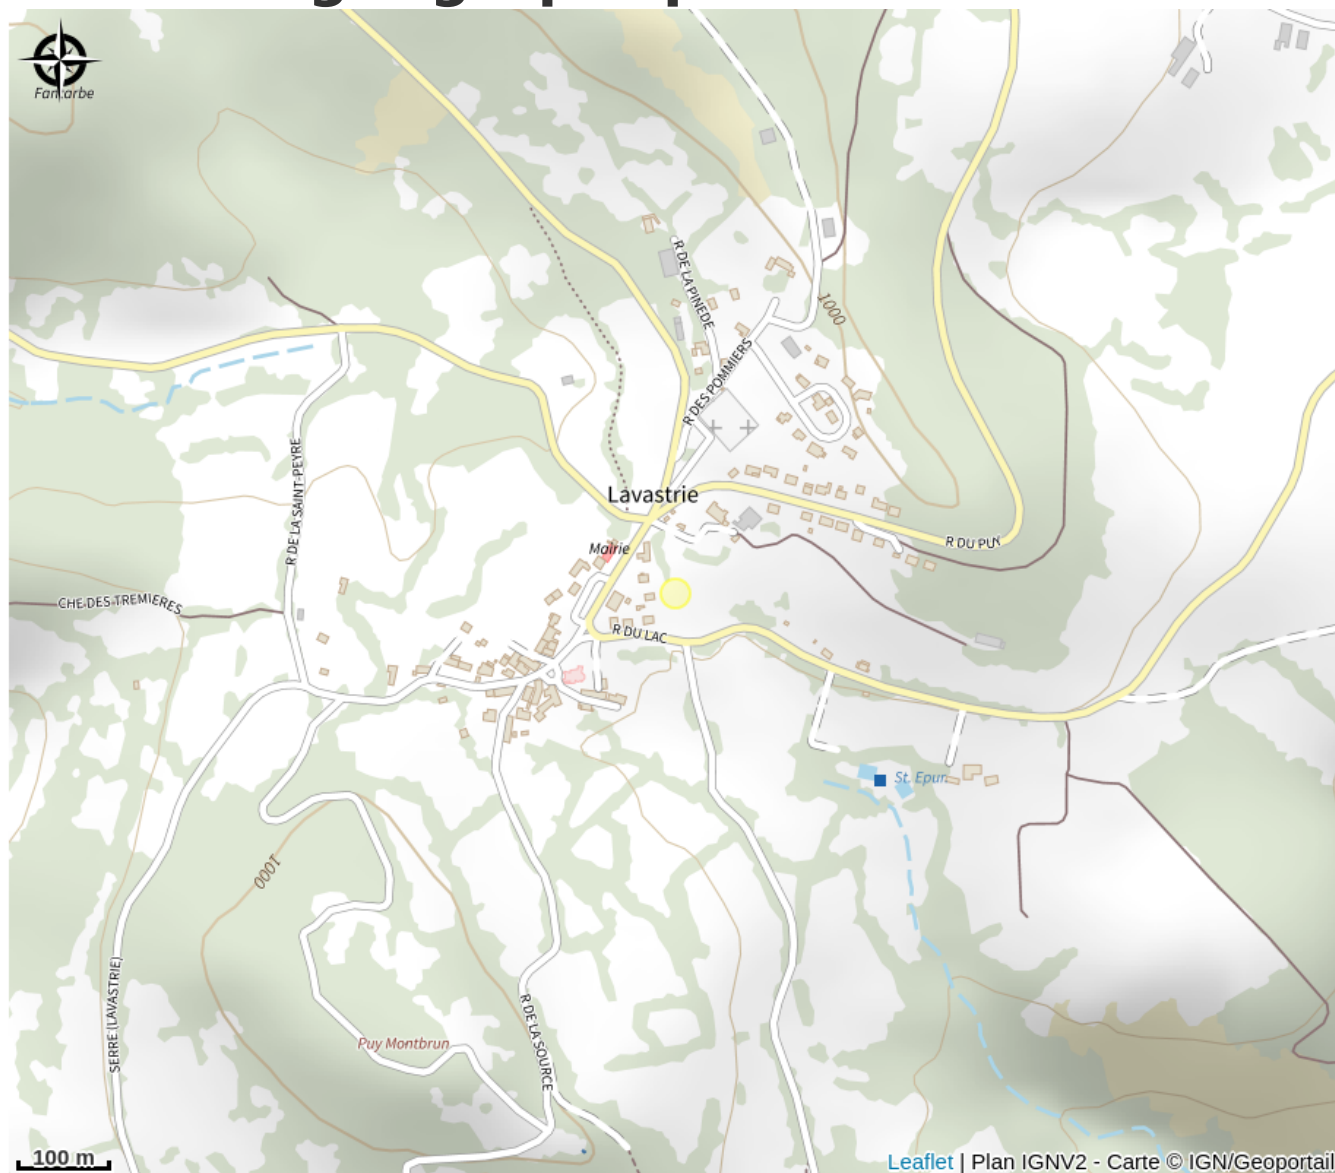 Fancarbe
R DE LA PINEDE
1000
R DES POMMIERS
R DE LA SAINT-PEYRE
Lavastrie
R DU PUY
Mairie
CHE DES TREMIERES
R DU LAC
St. Epur.
1000
SERRE (LAVASTRIE)
R DE LA SOURCE
Puy Montbrun
100 m
Leaflet | Plan IGNV2 - Carte © IGN/Geoportail